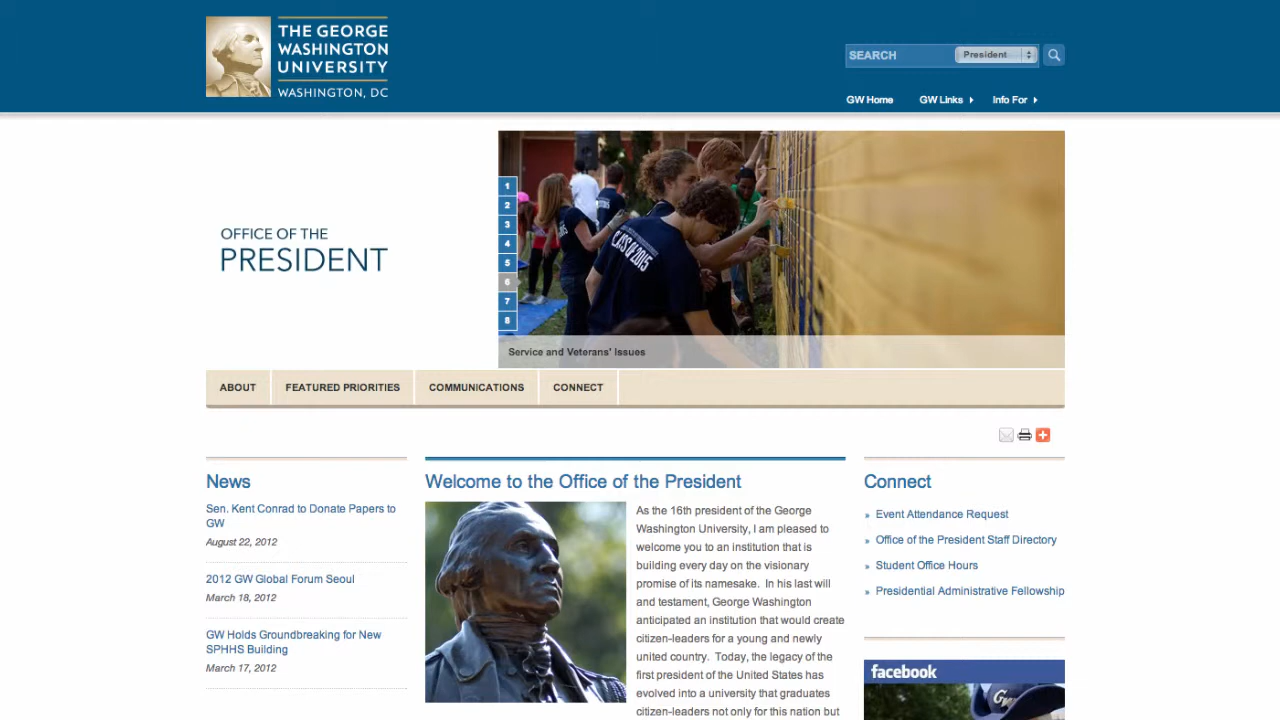 THE GEORGE
WASHINGTON
UNIVERSITY
WASHINGTON, DC
SEARCH
President
GW Home
GW Links
Info For
OFFICE OF THE
PRESIDENT
1
2
3
4
5
6
7
8
CLASS OF 2015
Service and Veterans' Issues
ABOUT
FEATURED PRIORITIES
COMMUNICATIONS
CONNECT
News
Sen. Kent Conrad to Donate Papers to
GW
August 22, 2012
2012 GW Global Forum Seoul
March 18, 2012
GW Holds Groundbreaking for New
SPHHS Building
March 17, 2012
Welcome to the Office of the President
As the 16th president of the George
Washington University, I am pleased to
welcome you to an institution that is
building every day on the visionary
promise of its namesake. In his last will
and testament, George Washington
anticipated an institution that would create
citizen-leaders for a young and newly
united country. Today, the legacy of the
first president of the United States has
evolved into a university that graduates
citizen-leaders not only for this nation but
Connect
» Event Attendance Request
» Office of the President Staff Directory
» Student Office Hours
» Presidential Administrative Fellowship
facebook
GW